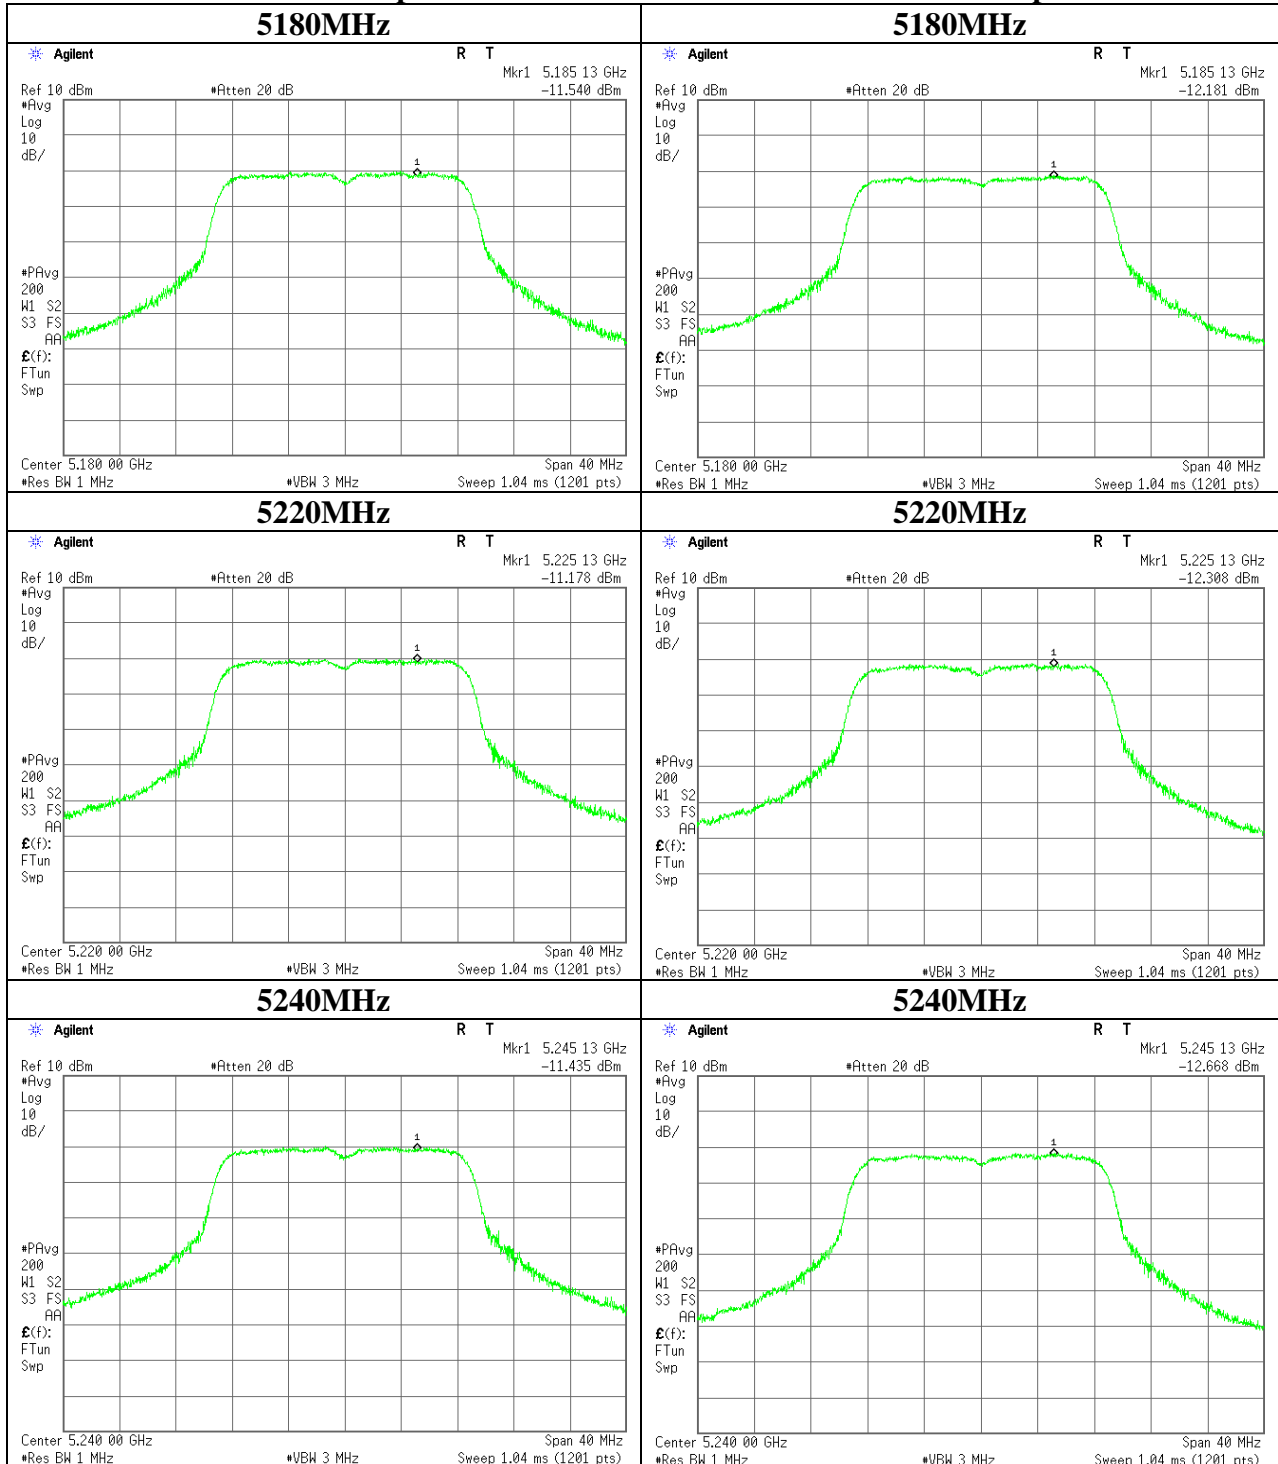 5180MHz
5180MHz
Agilent
R T
Mkr1 5.185 13 GHz
Ref 10 dBm #Atten 20 dB -11.540 dBm
#Avg
Log
10
dB/
1
#PAvg
200
W1 S2
S3 FS
AA
£(f):
FTun
Swp
Center 5.180 00 GHz Span 40 MHz
#Res BW 1 MHz #VBW 3 MHz Sweep 1.04 ms (1201 pts)
Agilent
R T
Mkr1 5.185 13 GHz
Ref 10 dBm #Atten 20 dB -12.181 dBm
#Avg
Log
10
dB/
1
#PAvg
200
W1 S2
S3 FS
AA
£(f):
FTun
Swp
Center 5.180 00 GHz Span 40 MHz
#Res BW 1 MHz #VBW 3 MHz Sweep 1.04 ms (1201 pts)
5220MHz
5220MHz
Agilent
R T
Mkr1 5.225 13 GHz
Ref 10 dBm #Atten 20 dB -11.178 dBm
#Avg
Log
10
dB/
1
#PAvg
200
W1 S2
S3 FS
AA
£(f):
FTun
Swp
Center 5.220 00 GHz Span 40 MHz
#Res BW 1 MHz #VBW 3 MHz Sweep 1.04 ms (1201 pts)
Agilent
R T
Mkr1 5.225 13 GHz
Ref 10 dBm #Atten 20 dB -12.308 dBm
#Avg
Log
10
dB/
1
#PAvg
200
W1 S2
S3 FS
AA
£(f):
FTun
Swp
Center 5.220 00 GHz Span 40 MHz
#Res BW 1 MHz #VBW 3 MHz Sweep 1.04 ms (1201 pts)
5240MHz
5240MHz
Agilent
R T
Mkr1 5.245 13 GHz
Ref 10 dBm #Atten 20 dB -11.435 dBm
#Avg
Log
10
dB/
1
#PAvg
200
W1 S2
S3 FS
AA
£(f):
FTun
Swp
Center 5.240 00 GHz Span 40 MHz
#Res BW 1 MHz #VBW 3 MHz Sweep 1.04 ms (1201 pts)
Agilent
R T
Mkr1 5.245 13 GHz
Ref 10 dBm #Atten 20 dB -12.668 dBm
#Avg
Log
10
dB/
1
#PAvg
200
W1 S2
S3 FS
AA
£(f):
FTun
Swp
Center 5.240 00 GHz Span 40 MHz
#Res BW 1 MHz #VBW 3 MHz Sweep 1.04 ms (1201 pts)